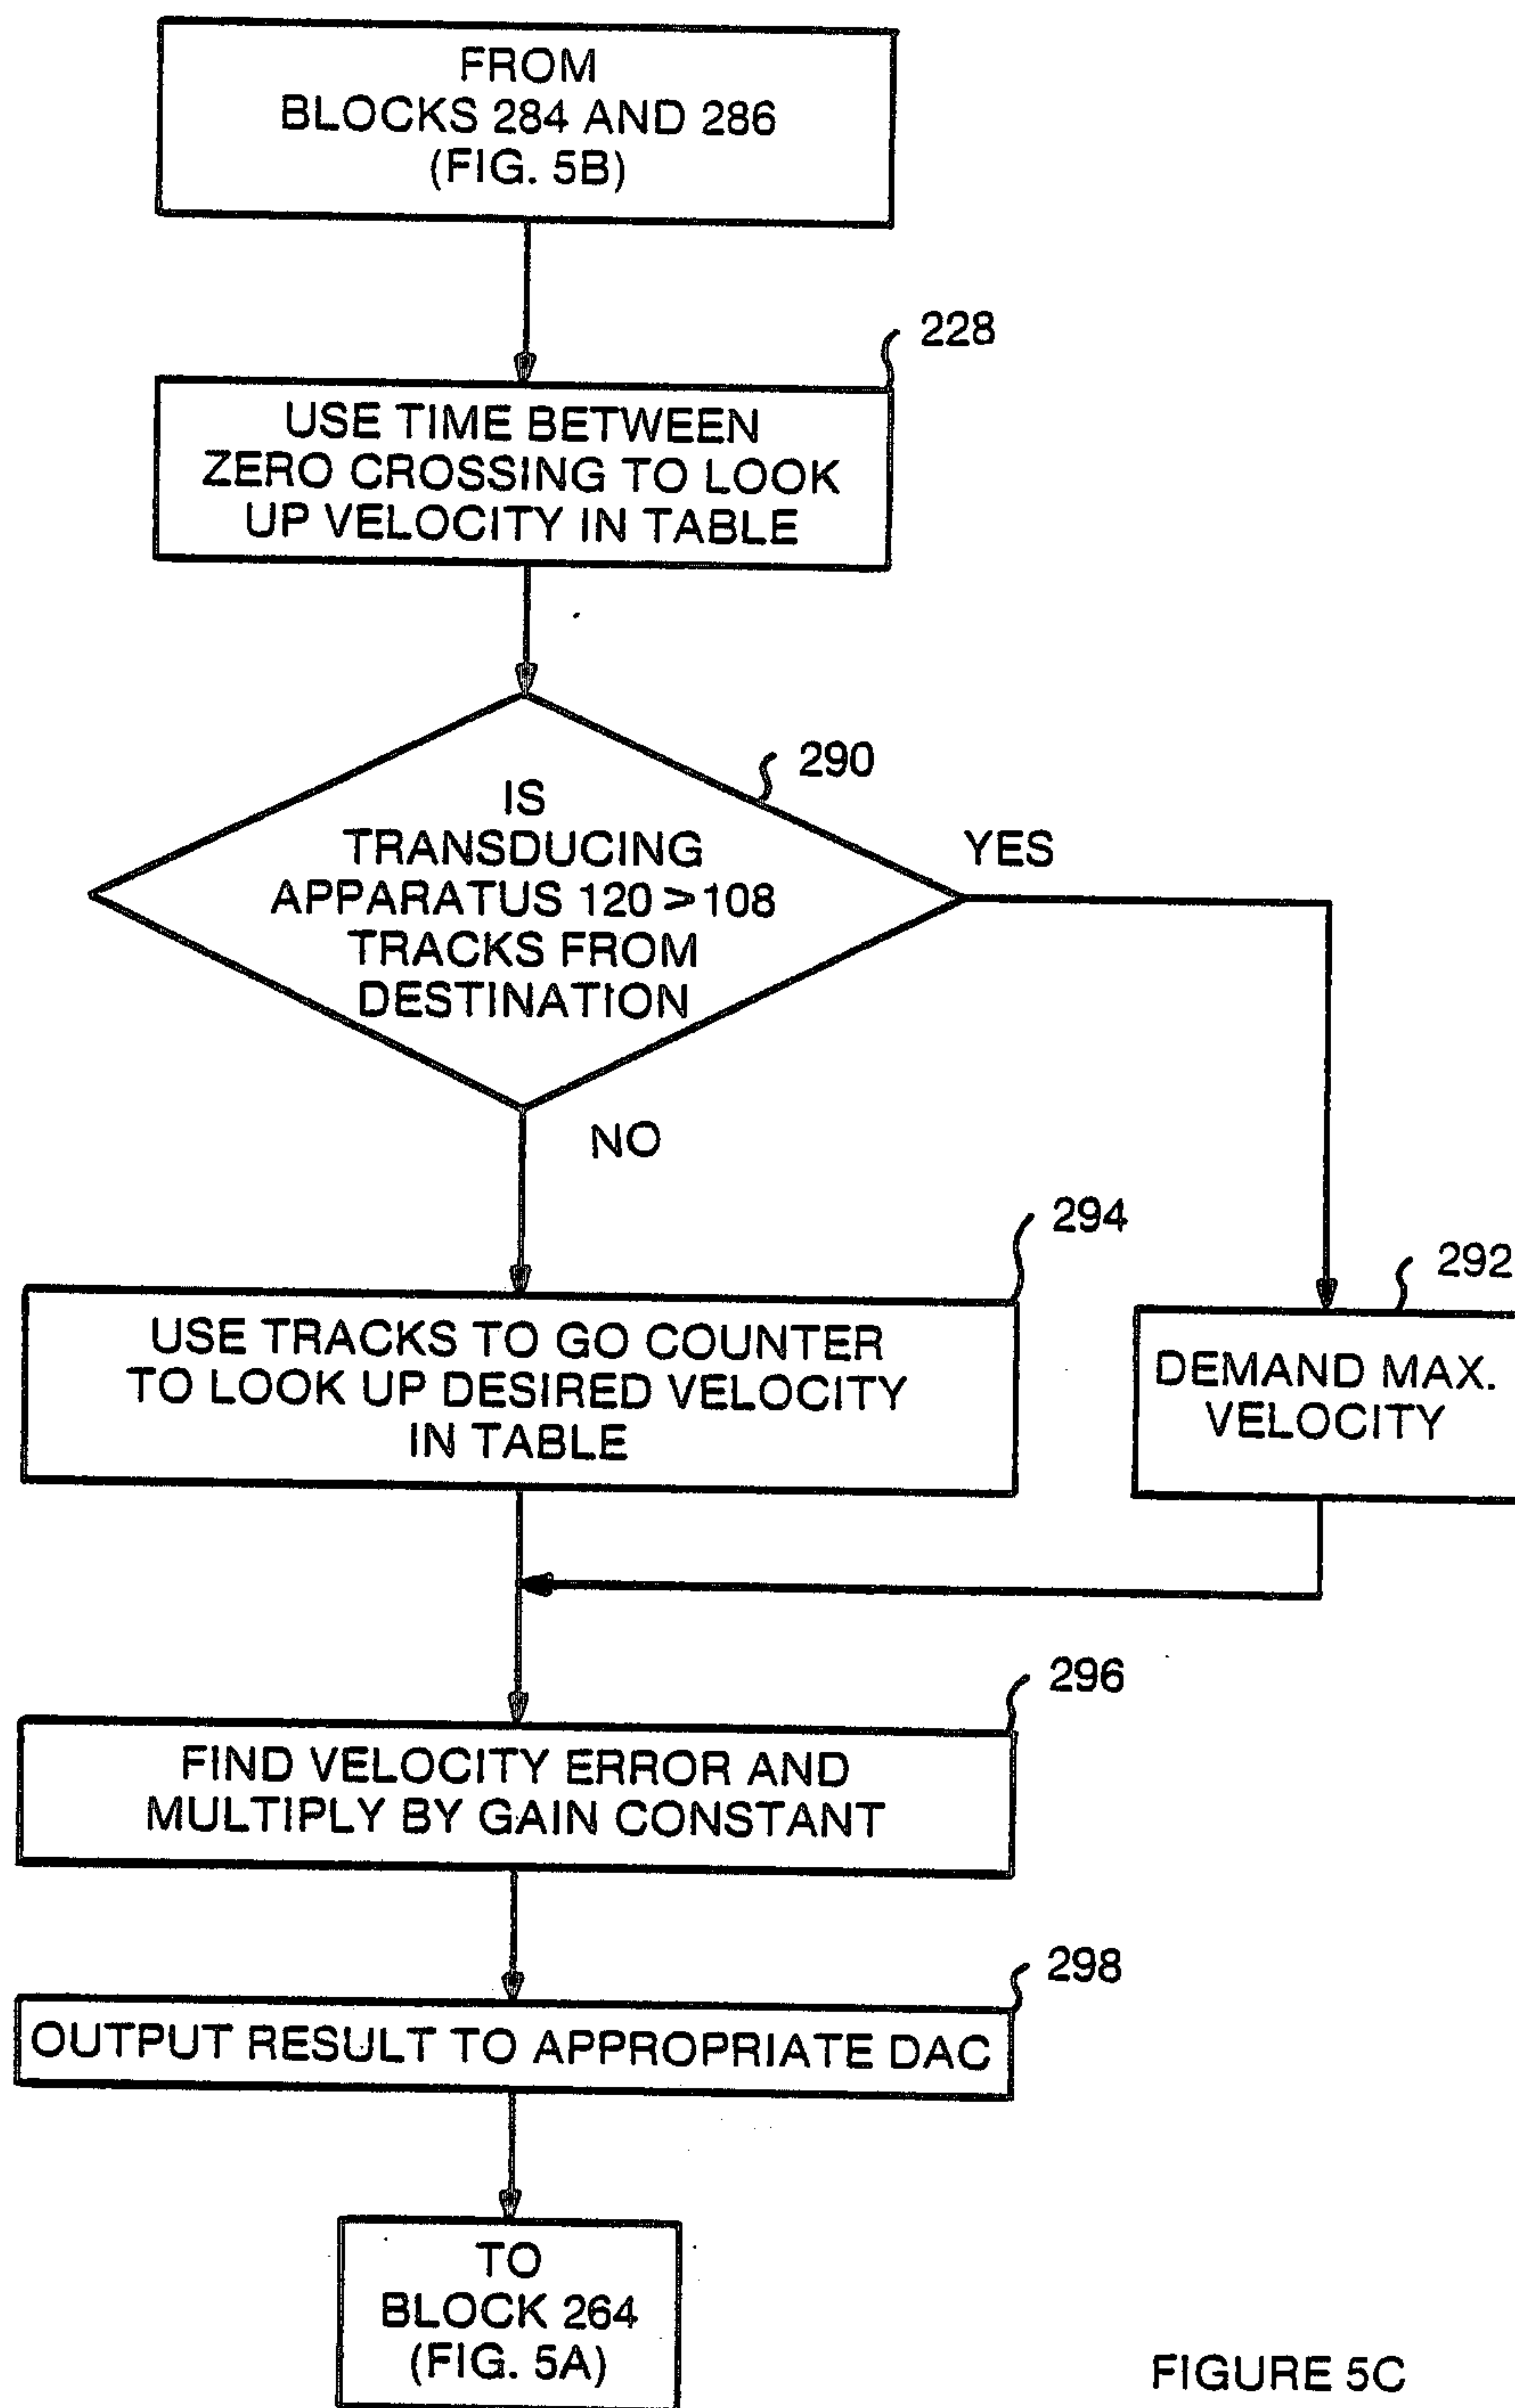 FROM
BLOCKS 284 AND 286
(FIG. 5B)
228
USE TIME BETWEEN
ZERO CROSSING TO LOOK
UP VELOCITY IN TABLE
290
IS
TRANSDUCING
APPARATUS 120 > 108
TRACKS FROM
DESTINATION
YES
NO
294
USE TRACKS TO GO COUNTER
TO LOOK UP DESIRED VELOCITY
IN TABLE
292
DEMAND MAX.
VELOCITY
296
FIND VELOCITY ERROR AND
MULTIPLY BY GAIN CONSTANT
298
OUTPUT RESULT TO APPROPRIATE DAC
TO
BLOCK 264
(FIG. 5A)
FIGURE 5C